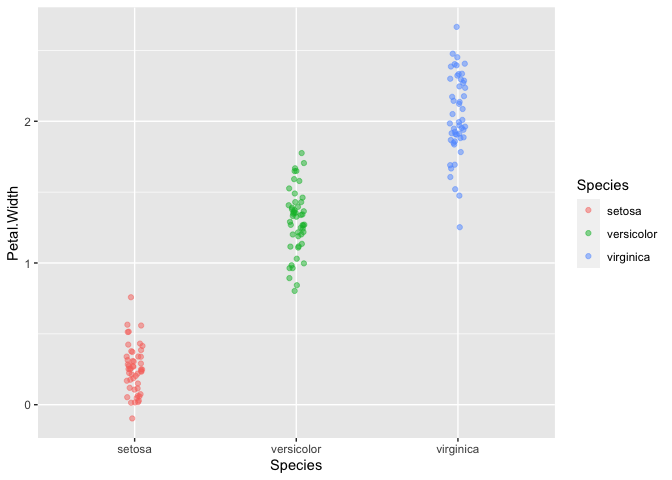 2
1
0
Petal.Width
setosa
versicolor
virginica
Species
Species
setosa
versicolor
virginica